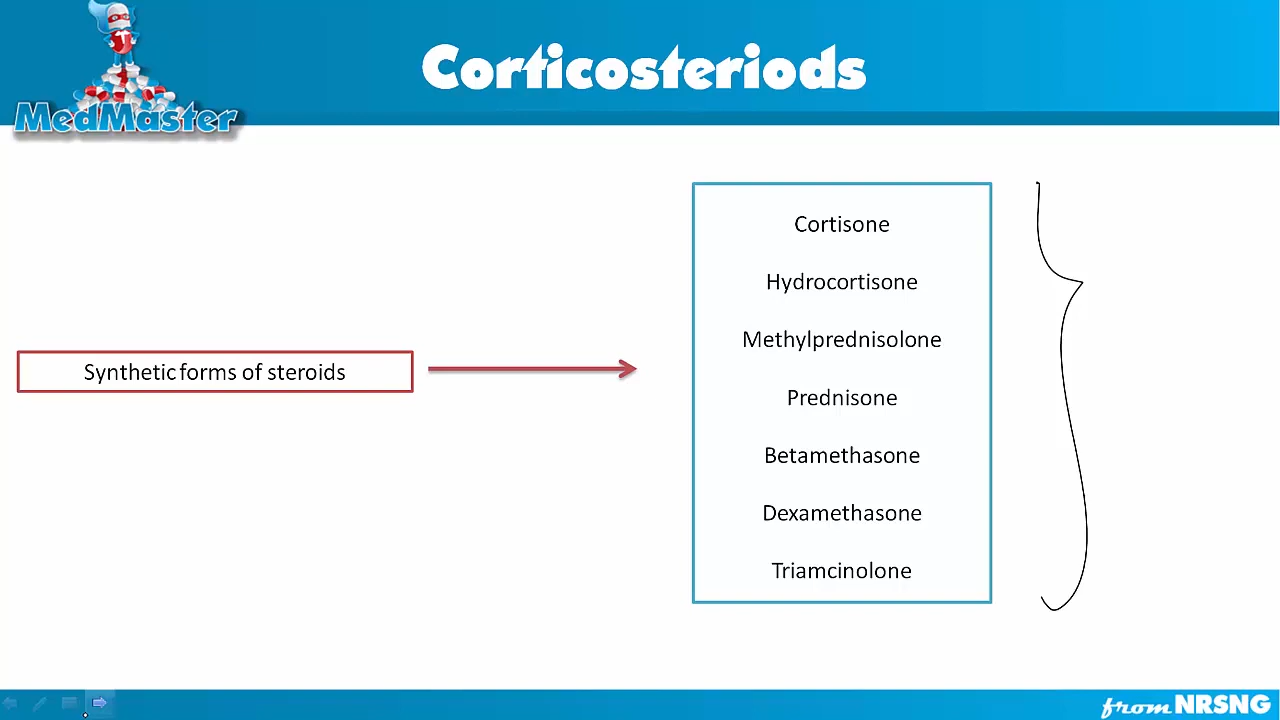 Corticosteriods
MedMaster
Cortisone
Hydrocortisone
Methylprednisolone
Prednisone
Synthetic forms of steroids
Betamethasone
Dexamethasone
Triamcinolone
from NRSNG